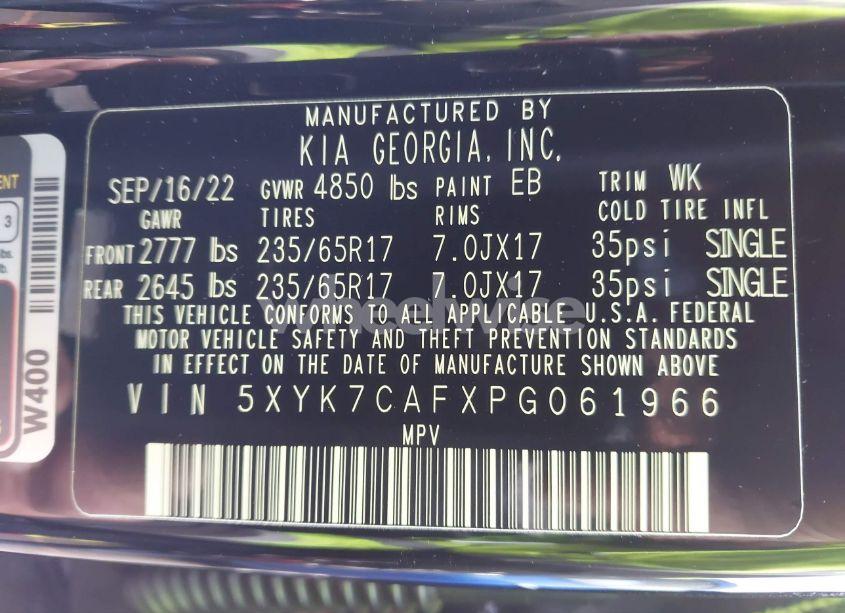 MANUFACTURED BY
KIA GEORGIA, INC.
SEP/16/22 GVWR 4850 lbs PAINT EB TRIM WK
GAWR TIRES RIMS COLD TIRE INFL
FRONT 2777 lbs 235/65R17 7.0JX17 35psi SINGLE
REAR 2645 lbs 235/65R17 7.0JX17 35psi SINGLE
THIS VEHICLE CONFORMS TO ALL APPLICABLE U.S.A. FEDERAL
MOTOR VEHICLE SAFETY AND THEFT PREVENTION STANDARDS
IN EFFECT ON THE DATE OF MANUFACTURE SHOWN ABOVE
VIN 5XYK7CAFXPG061966
MPV
W400
3